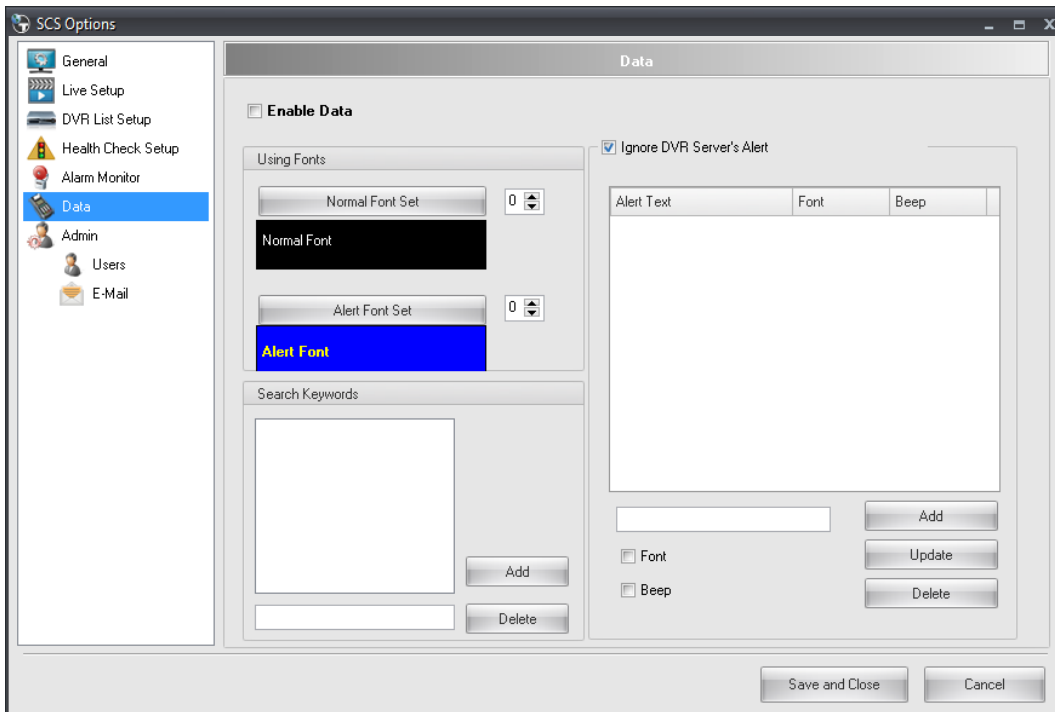 SCS Options
General
Live Setup
DVR List Setup
Health Check Setup
Alarm Monitor
Data
Admin
Users
E-Mail
Data
Enable Data
Using Fonts
Normal Font Set
0
Normal Font
Alert Font Set
0
Alert Font
Search Keywords
Add
Delete
Ignore DVR Server's Alert
Alert Text Font Beep
Add
Font
Update
Beep
Delete
Save and Close
Cancel